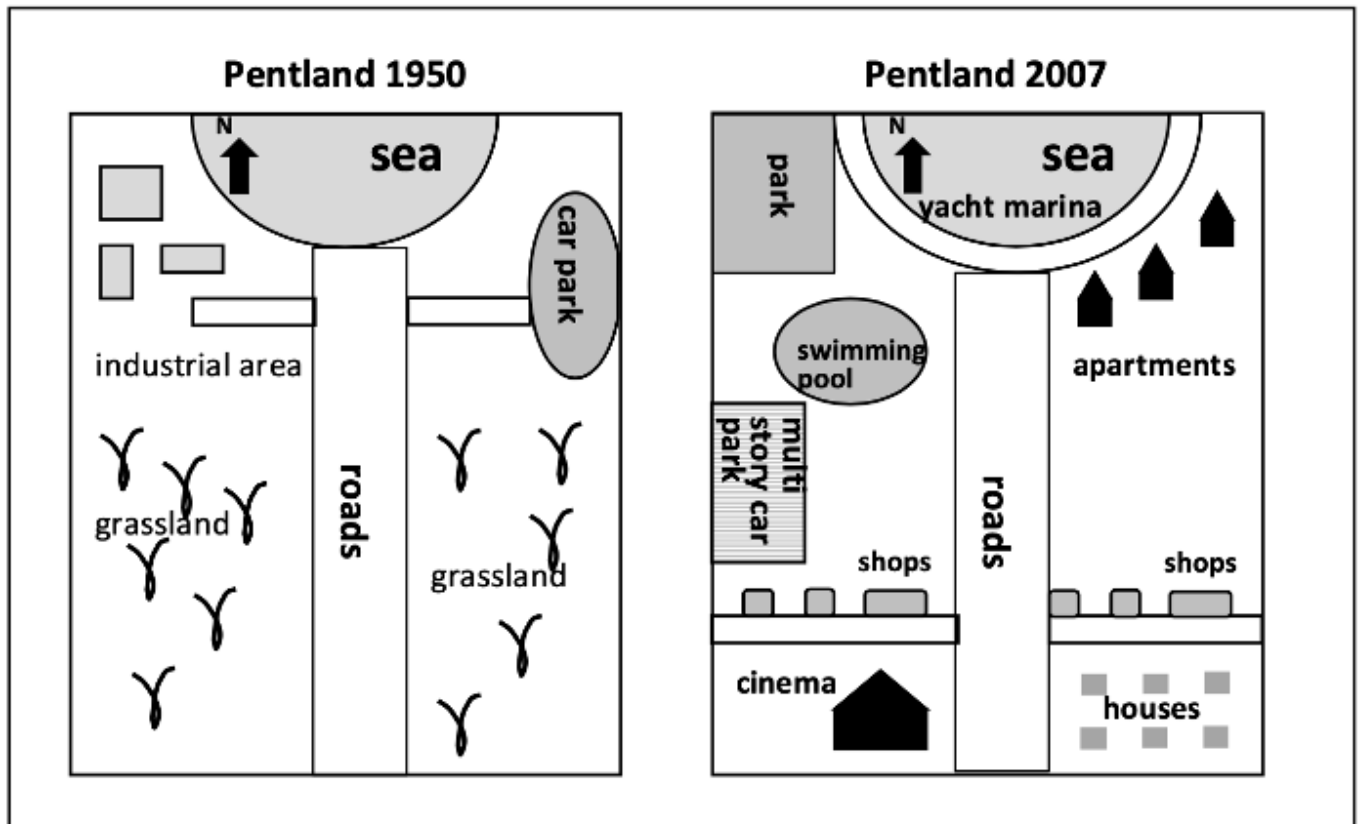 Pentland 1950
N
sea
car park
industrial area
grassland
roads
grassland
Pentland 2007
N
sea
yacht marina
park
swimming
pool
apartments
multi
story car
park
roads
shops
shops
cinema
houses